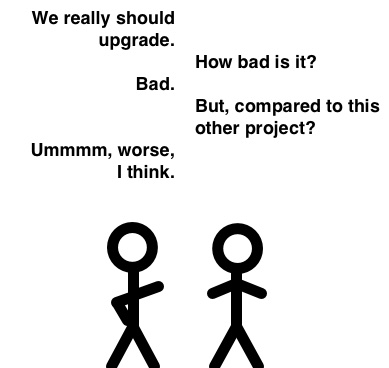 We really should
upgrade.
How bad is it?
Bad.
But, compared to this
other project?
Ummmm, worse,
I think.